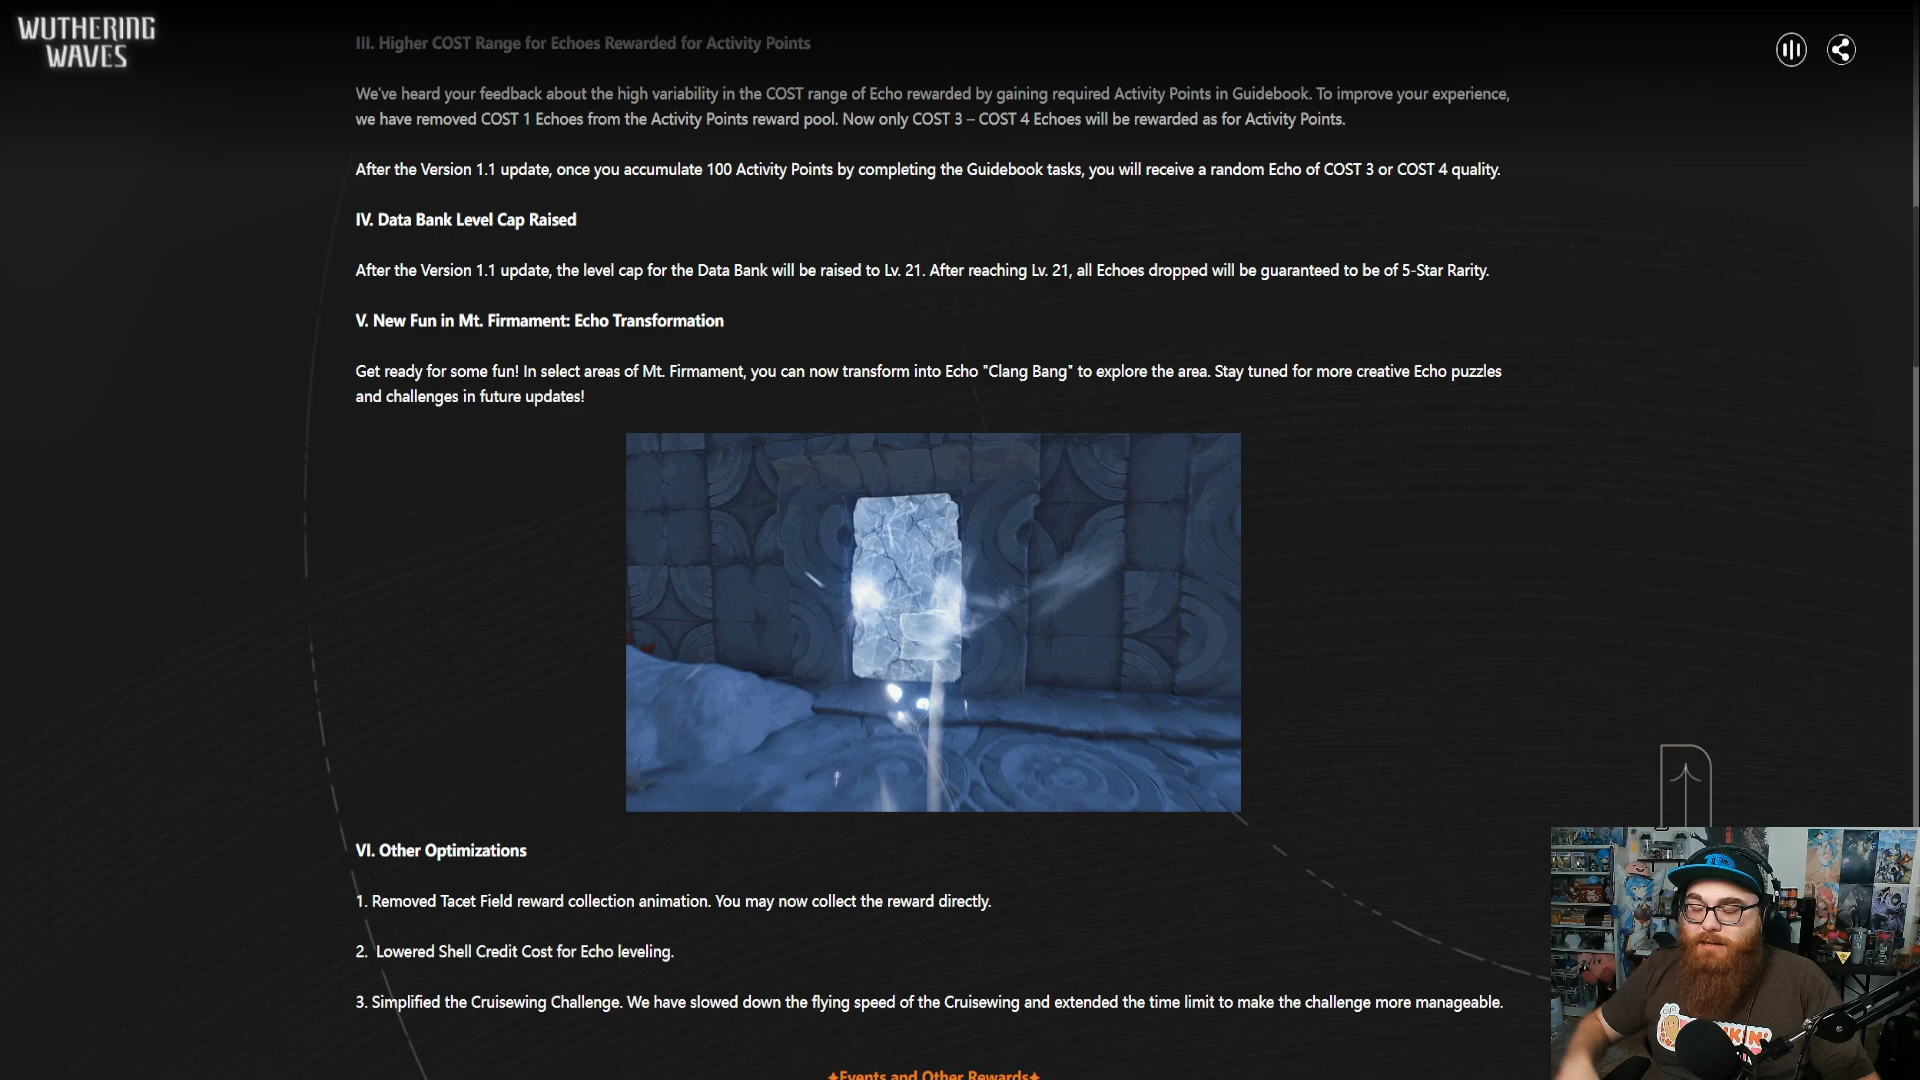 WUTHERING
WAVES
III. Higher COST Range for Echoes Rewarded for Activity Points
We've heard your feedback about the high variability in the COST range of Echo rewarded by gaining required Activity Points in Guidebook. To improve your experience,
we have removed COST 1 Echoes from the Activity Points reward pool. Now only COST 3 – COST 4 Echoes will be rewarded as for Activity Points.
After the Version 1.1 update, once you accumulate 100 Activity Points by completing the Guidebook tasks, you will receive a random Echo of COST 3 or COST 4 quality.
IV. Data Bank Level Cap Raised
After the Version 1.1 update, the level cap for the Data Bank will be raised to Lv. 21. After reaching Lv. 21, all Echoes dropped will be guaranteed to be of 5-Star Rarity.
V. New Fun in Mt. Firmament: Echo Transformation
Get ready for some fun! In select areas of Mt. Firmament, you can now transform into Echo "Clang Bang" to explore the area. Stay tuned for more creative Echo puzzles
and challenges in future updates!
VI. Other Optimizations
1. Removed Tacet Field reward collection animation. You may now collect the reward directly.
2. Lowered Shell Credit Cost for Echo leveling.
3. Simplified the Cruisewing Challenge. We have slowed down the flying speed of the Cruisewing and extended the time limit to make the challenge more manageable.
✦Events and Other Rewards✦